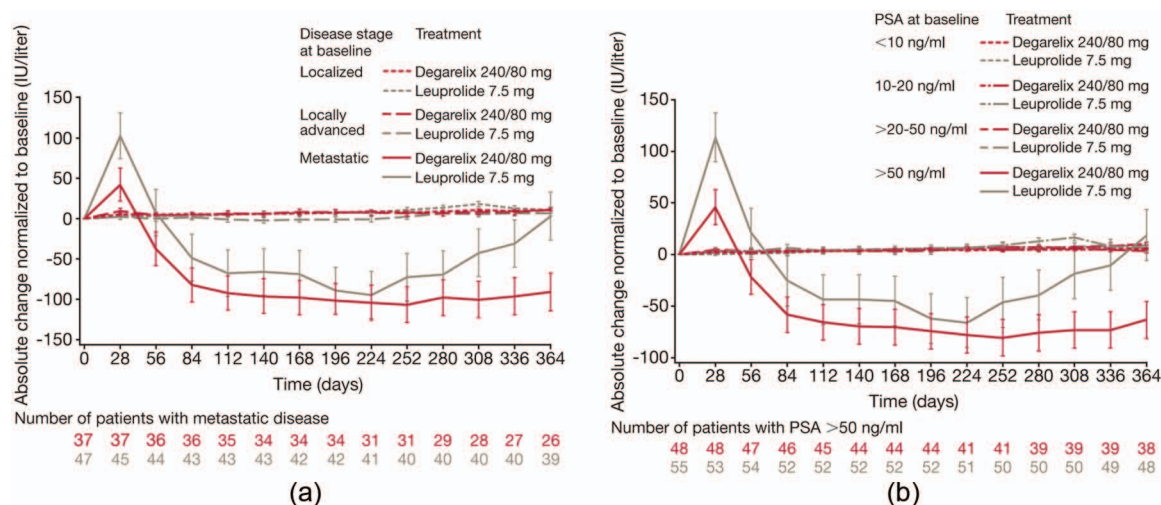 Absolute change normalized to baseline (IU/liter)
Disease stage at baseline Treatment
Localized Degarelix 240/80 mg
Leuprolide 7.5 mg
Locally advanced Degarelix 240/80 mg
Leuprolide 7.5 mg
Metastatic Degarelix 240/80 mg
Leuprolide 7.5 mg
150
100
50
0
-50
-100
-150
0 28 56 84 112 140 168 196 224 252 280 308 336 364
Time (days)
Number of patients with metastatic disease
37 37 36 36 35 34 34 34 31 31 29 28 27 26
47 45 44 43 43 43 42 42 41 40 40 40 40 39
(a)
Absolute change normalized to baseline (IU/liter)
PSA at baseline Treatment
<10 ng/ml Degarelix 240/80 mg
Leuprolide 7.5 mg
10-20 ng/ml Degarelix 240/80 mg
Leuprolide 7.5 mg
>20-50 ng/ml Degarelix 240/80 mg
Leuprolide 7.5 mg
>50 ng/ml Degarelix 240/80 mg
Leuprolide 7.5 mg
150
100
50
0
-50
-100
0 28 56 84 112 140 168 196 224 252 280 308 336 364
Time (days)
Number of patients with PSA >50 ng/ml
48 48 47 46 45 44 44 44 41 41 39 39 39 38
55 53 54 52 52 52 52 52 51 50 50 50 49 48
(b)